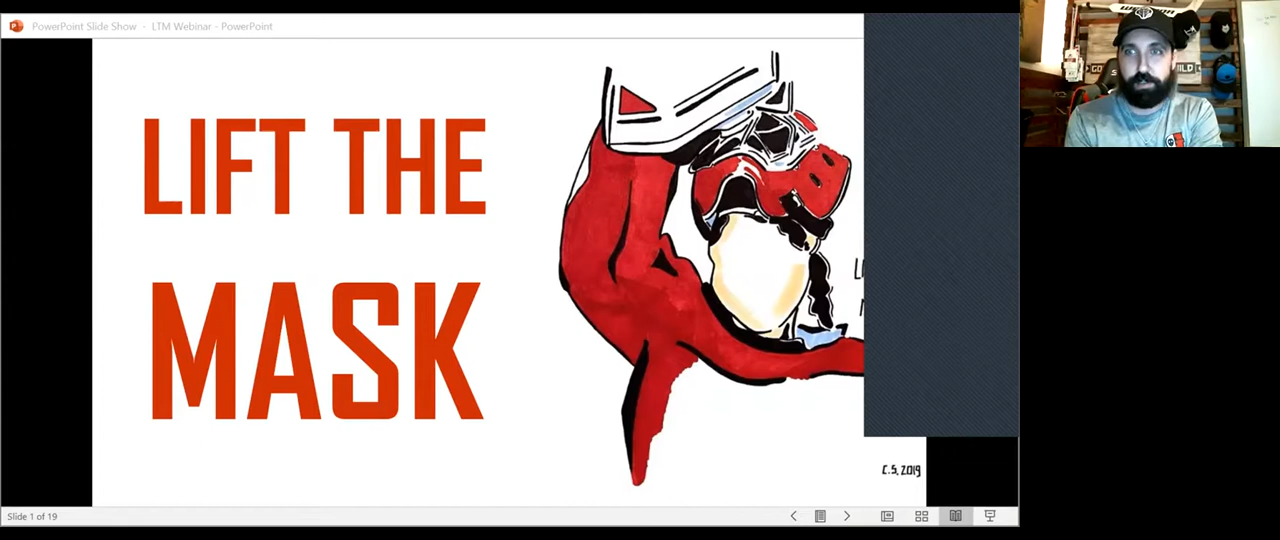 PowerPoint Slide Show - LTM Webinar - PowerPoint
LIFT THE
MASK
C.S, 2019
Slide 1 of 19